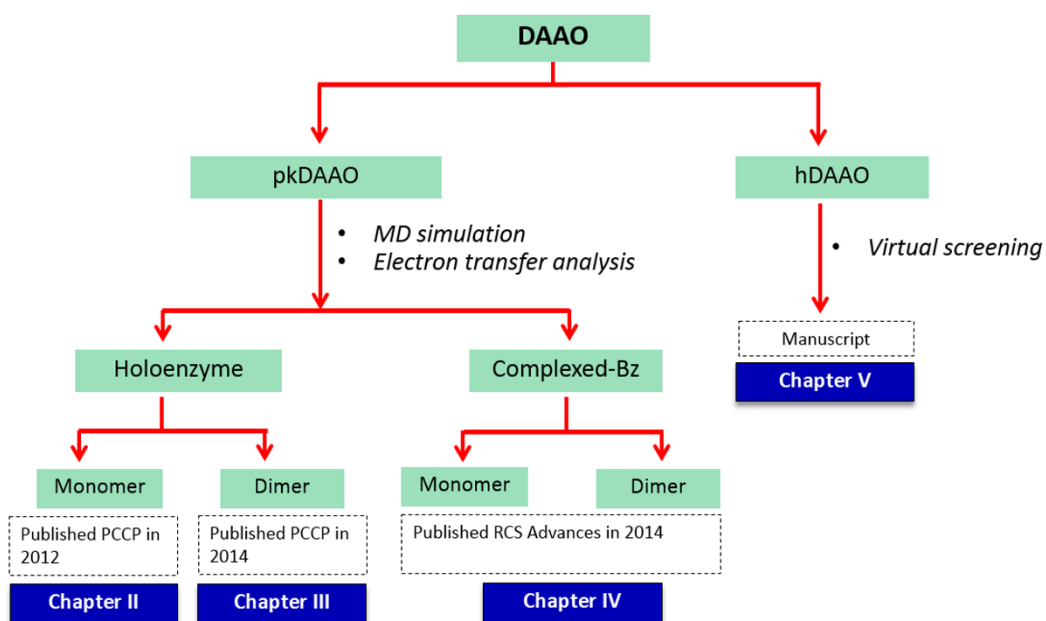 DAAO
pkDAAO
hDAAO
• MD simulation
• Electron transfer analysis
• Virtual screening
Manuscript
Chapter V
Holoenzyme
Complexed-Bz
Monomer
Dimer
Monomer
Dimer
Published PCCP in
2012
Published PCCP in
2014
Published RCS Advances in 2014
Chapter II
Chapter III
Chapter IV